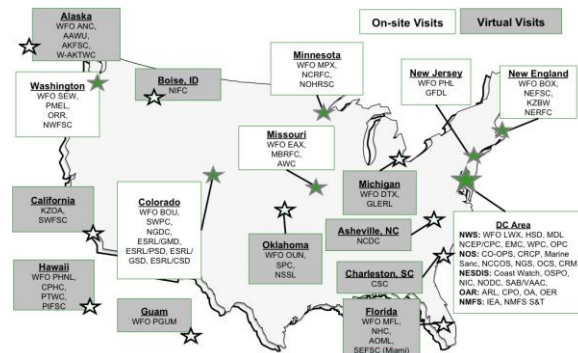 Alaska
WFO ANC,
AAWU,
AKFSC,
W-AKTWC
On-site Visits
Virtual Visits
Washington
WFO SEW,
PMEL,
ORR,
NWFSC
Boise, ID
NIFC
Minnesota
WFO MPX,
NCRFC,
NOHRSC
New Jersey
WFO PHL
GFDL
New England
WFO BOX,
NEFSC,
KZBW
NERFC
Missouri
WFO EAX,
MBRFC,
AWC
California
KZOA,
SWFSC
Colorado
WFO BOU,
SWPC,
NGDC,
ESRL/GMD,
ESRL/PSD, ESRL/
GSD, ESRL/CSD
Michigan
WFO DTX,
GLERL
Oklahoma
WFO OUN,
SPC,
NSSL
Asheville, NC
NCDC
DC Area
NWS: WFO LWX, HSD, MDL
NCEP/CPC, EMC, WPC, OPC
NOS: CO-OPS, CRCP, Marine
Sanc, NCCOS, NGS, OCS, CRM
NESDIS: Coast Watch, OSPO,
NIC, NODC, SAB/VAAC,
OAR: ARL, CPO, OA, OER
NMFS: IEA, NMFS S&T
Hawaii
WFO PHNL,
CPHC,
PTWC,
PIFSC
Guam
WFO PGUM
Charleston, SC
CSC
Florida
WFO MFL,
NHC,
AOML,
SEFSC (Miami)